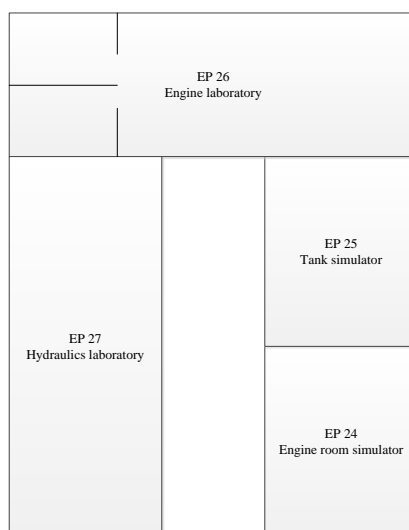 EP 26
Engine laboratory
EP 25
Tank simulator
EP 27
Hydraulics laboratory
EP 24
Engine room simulator